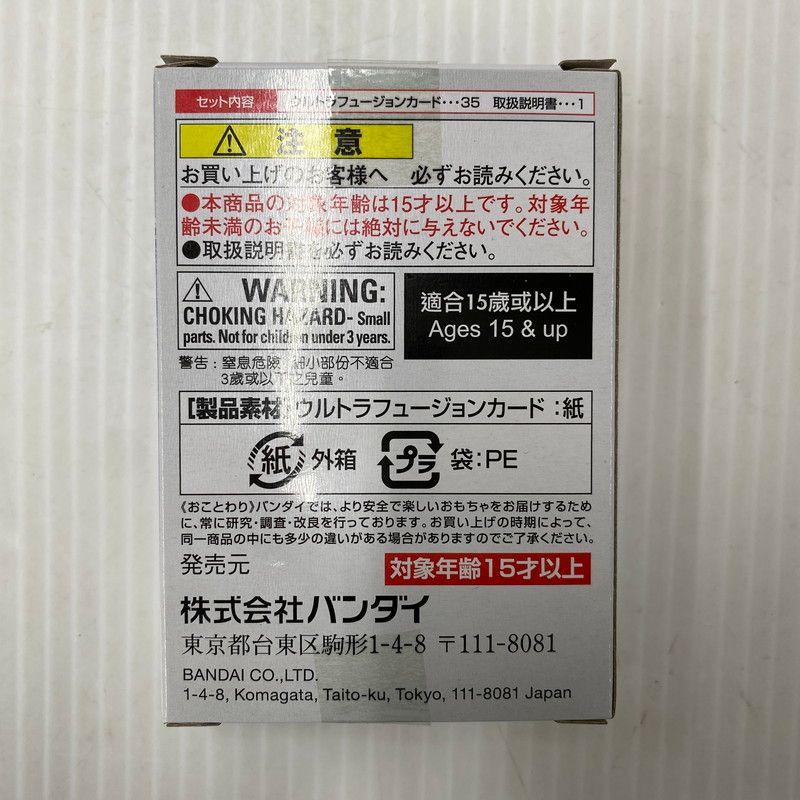 セット内容 ウルトラフュージョンカード･･･35 取扱説明書･･･1
注意
お買い上げのお客様へ 必ずお読みください。
●本商品の対象年齢は15才以上です。対象年
齢未満のお子様には絶対に与えないでください。
●取扱説明書を必ずお読みください。
WARNING:
CHOKING HAZARD- Small
parts. Not for children under 3 years.
適合15歲或以上
Ages 15 & up
警告：窒息危險 細小部份不適合
3歲或以下之兒童。
【製品素材】ウルトラフュージョンカード：紙
紙 外箱 プラ 袋：PE
《おことわり》バンダイでは、より安全で楽しいおもちゃをお届けするため
に、常に研究・調査・改良を行っております。お買い上げの時期によって、
同一商品の中にも多少の違いがある場合がありますのでご了承ください。
発売元
対象年齢15才以上
株式会社バンダイ
東京都台東区駒形1-4-8 〒111-8081
BANDAI CO.,LTD.
1-4-8, Komagata, Taito-ku, Tokyo, 111-8081 Japan